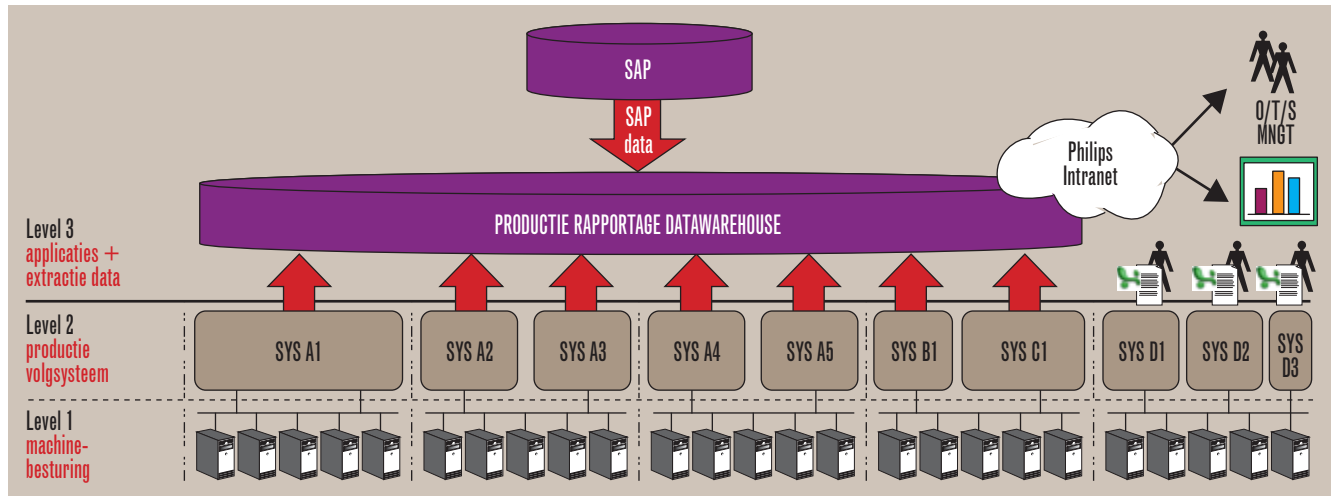 SAP
SAP
data
Philips
Intranet
O/T/S
MNGT
PRODUCTIE RAPPORTAGE DATAWAREHOUSE
Level 3
applicaties +
extractie data
Level 2
productie
volgsysteem
SYS A1
SYS A2
SYS A3
SYS A4
SYS A5
SYS B1
SYS C1
SYS D1
SYS D2
SYS
D3
Level 1
machine-
besturing